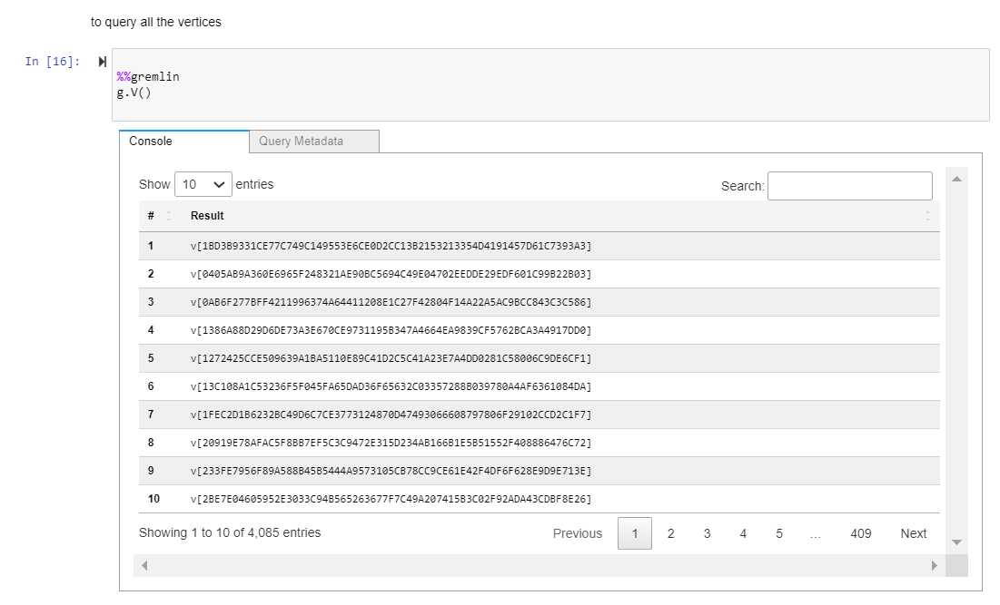 to query all the vertices
In [16]:
%%gremlin
g.V()
Console Query Metadata
Show 10 entries Search:
# Result
1 v[1BD3B9331CE77C749C149553E6CE0D2CC13B2153213354D4191457D61C7393A3]
2 v[0405AB9A360E6965F248321AE90BC5694C49E04702EEDDE29EDF601C99B22B03]
3 v[0AB6F277BFF4211996374A64411208E1C27F42804F14A22A5AC9BCC843C3C586]
4 v[1386A88D29D6DE73A3E670CE9731195B347A4664EA9839CF5762BCA3A4917DD0]
5 v[1272425CCE509639A1BA5110E89C41D2C5C41A23E7A4DD0281C58006C9DE6CF1]
6 v[13C108A1C53236F5F045FA65DAD36F65632C03357288B039780A4AF6361084DA]
7 v[1FEC2D1B6232BC49D6C7CE3773124870D47493066608797806F29102CCD2C1F7]
8 v[20919E78AFAC5F8BB7EF5C3C9472E315D234AB166B1E5B51552F408886476C72]
9 v[233FE7956F89A588B45B5444A9573105CB78CC9CE61E42F4DF6F628E9D9E713E]
10 v[2BE7E04605952E3033C94B565263677F7C49A207415B3C02F92ADA43CDBF8E26]
Showing 1 to 10 of 4,085 entries Previous 1 2 3 4 5 … 409 Next